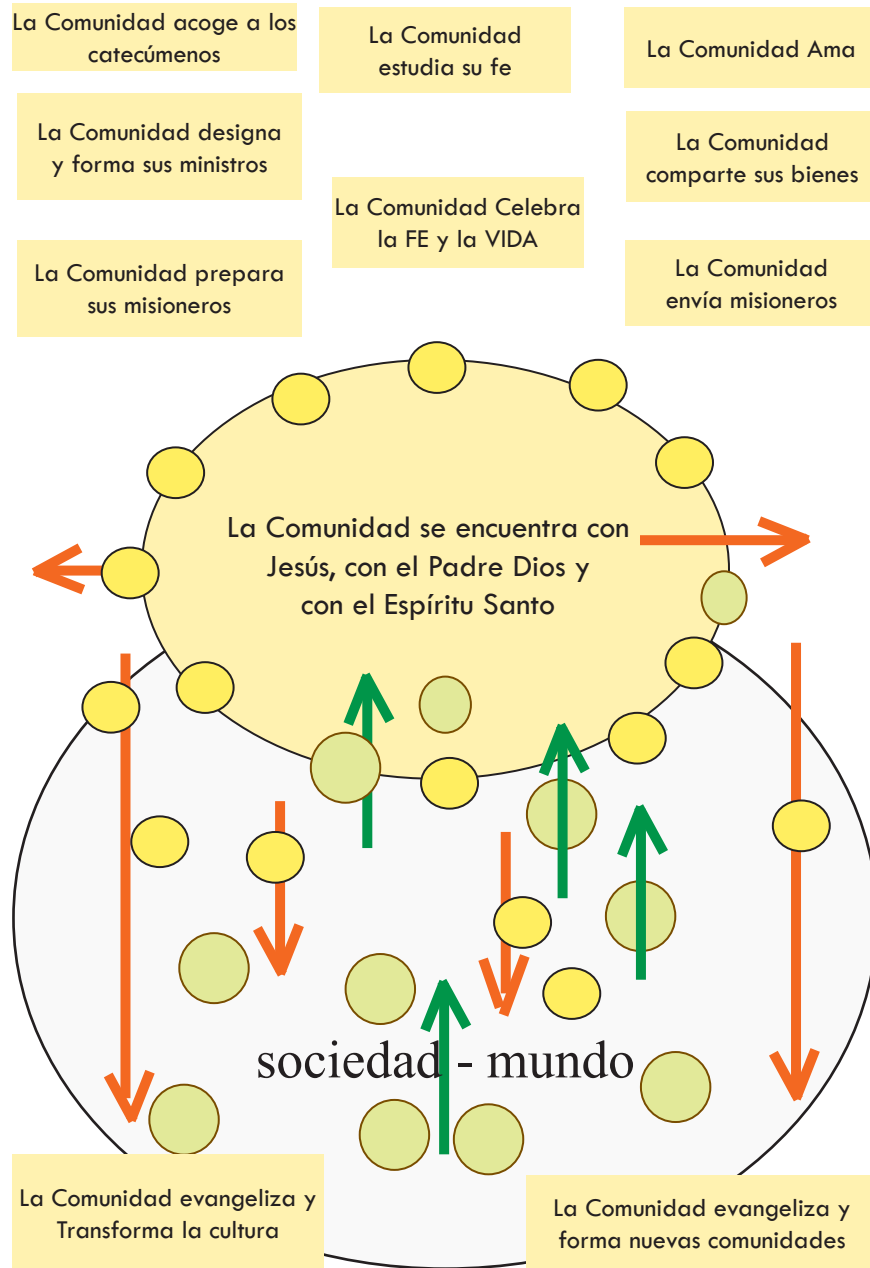 La Comunidad acoge a los
catecúmenos
La Comunidad
estudia su fe
La Comunidad Ama
La Comunidad designa
y forma sus ministros
La Comunidad
comparte sus bienes
La Comunidad Celebra
la FE y la VIDA
La Comunidad prepara
sus misioneros
La Comunidad
envía misioneros
La Comunidad se encuentra con
Jesús, con el Padre Dios y
con el Espíritu Santo
sociedad - mundo
La Comunidad evangeliza y
Transforma la cultura
La Comunidad evangeliza y
forma nuevas comunidades